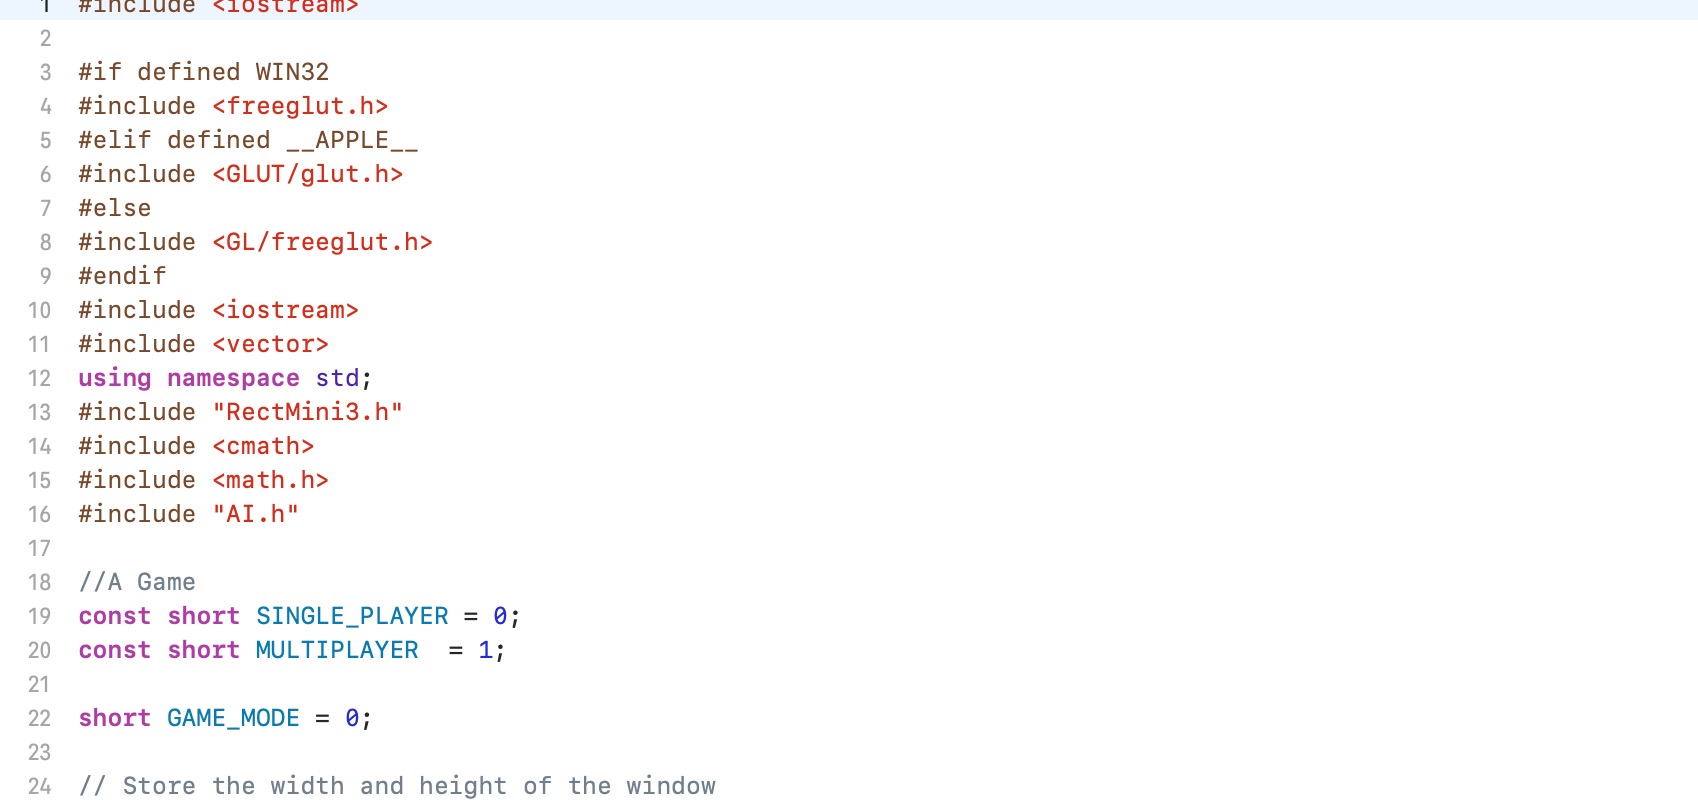 1 #include <iostream>
2
3 #if defined WIN32
4 #include <freeglut.h>
5 #elif defined __APPLE__
6 #include <GLUT/glut.h>
7 #else
8 #include <GL/freeglut.h>
9 #endif
10 #include <iostream>
11 #include <vector>
12 using namespace std;
13 #include "RectMini3.h"
14 #include <cmath>
15 #include <math.h>
16 #include "AI.h"
17
18 //A Game
19 const short SINGLE_PLAYER = 0;
20 const short MULTIPLAYER  = 1;
21
22 short GAME_MODE = 0;
23
24 // Store the width and height of the window